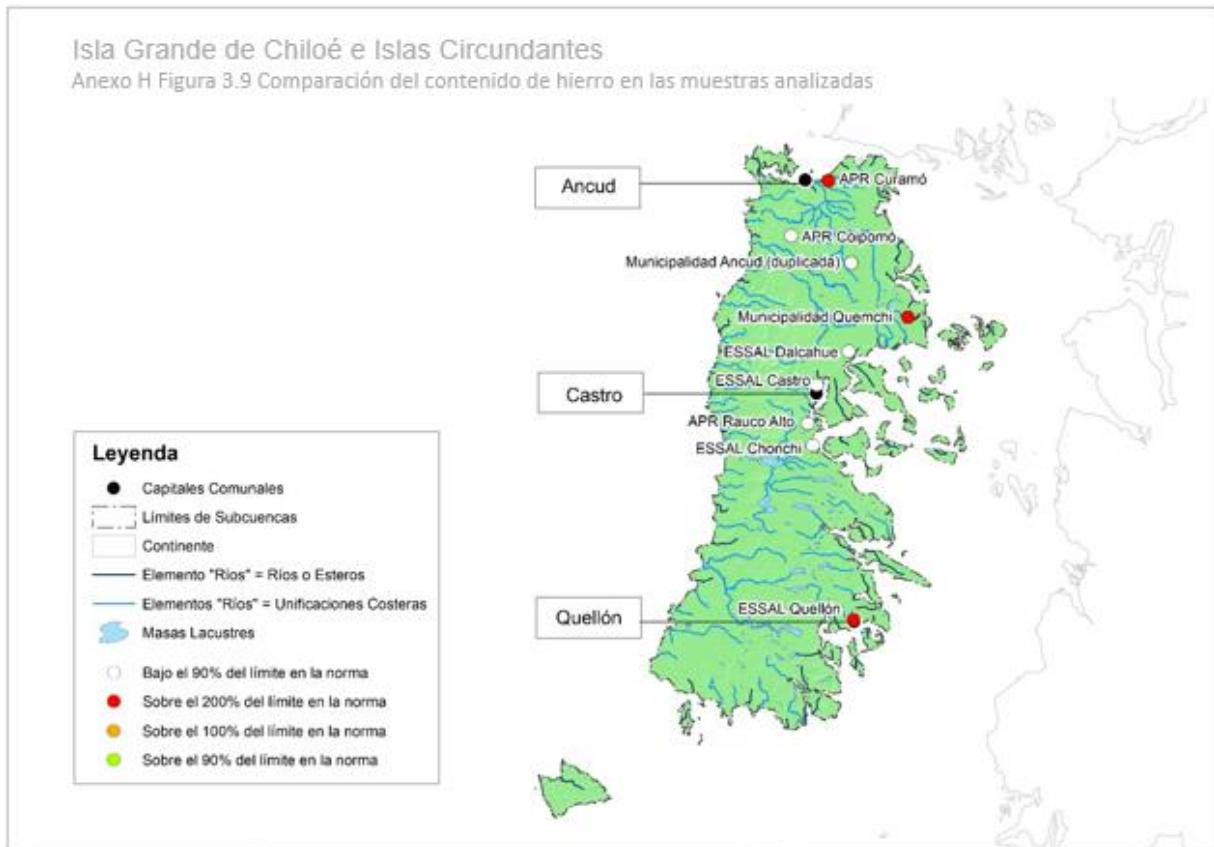 Isla Grande de Chiloé e Islas Circundantes
Anexo H Figura 3.9 Comparación del contenido de hierro en las muestras analizadas
Ancud
APR Curamó
APR Coipomó
Municipalidad Ancud (duplicada)
Municipalidad Quemchi
ESSAL Dalcahue
ESSAL Castro
Castro
APR Rauco Alto
ESSAL Chonchi
ESSAL Quellón
Quellón
Leyenda
Capitales Comunales
Límites de Subcuencas
Continente
Elemento "Ríos" = Ríos o Esteros
Elementos "Ríos" = Unificaciones Costeras
Masas Lacustres
Bajo el 90% del límite en la norma
Sobre el 200% del límite en la norma
Sobre el 100% del límite en la norma
Sobre el 90% del límite en la norma